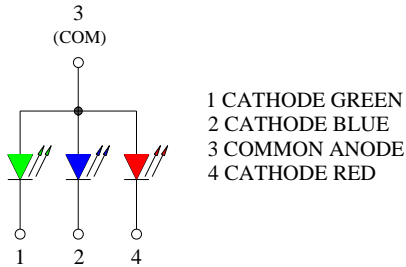 3
(COM)
1 CATHODE GREEN
2 CATHODE BLUE
3 COMMON ANODE
4 CATHODE RED
1 2 4